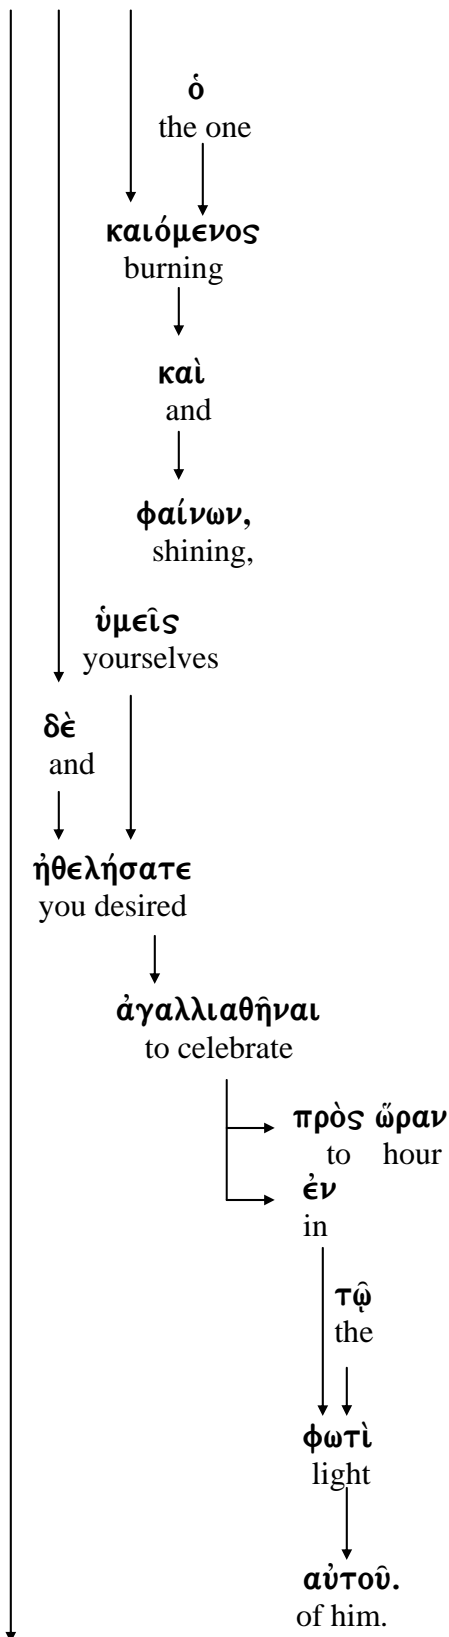 ὁ
the one
καιόμενος
burning
καὶ
and
φαίνων,
shining,
ὑμεῖς
yourselves
δὲ
and
ἠθελήσατε
you desired
ἀγαλλιαθῆναι
to celebrate
πρὸς ὥραν
to hour
ἐν
in
τῷ
the
φωτὶ
light
αὐτοῦ.
of him.